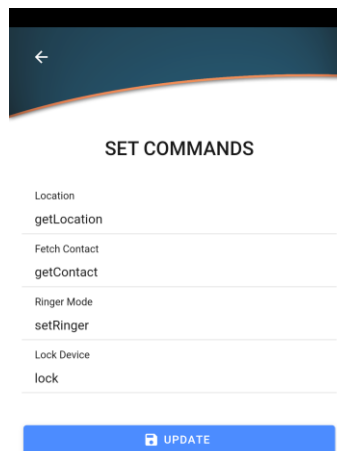 SET COMMANDS
Location
getLocation
Fetch Contact
getContact
Ringer Mode
setRinger
Lock Device
lock
UPDATE